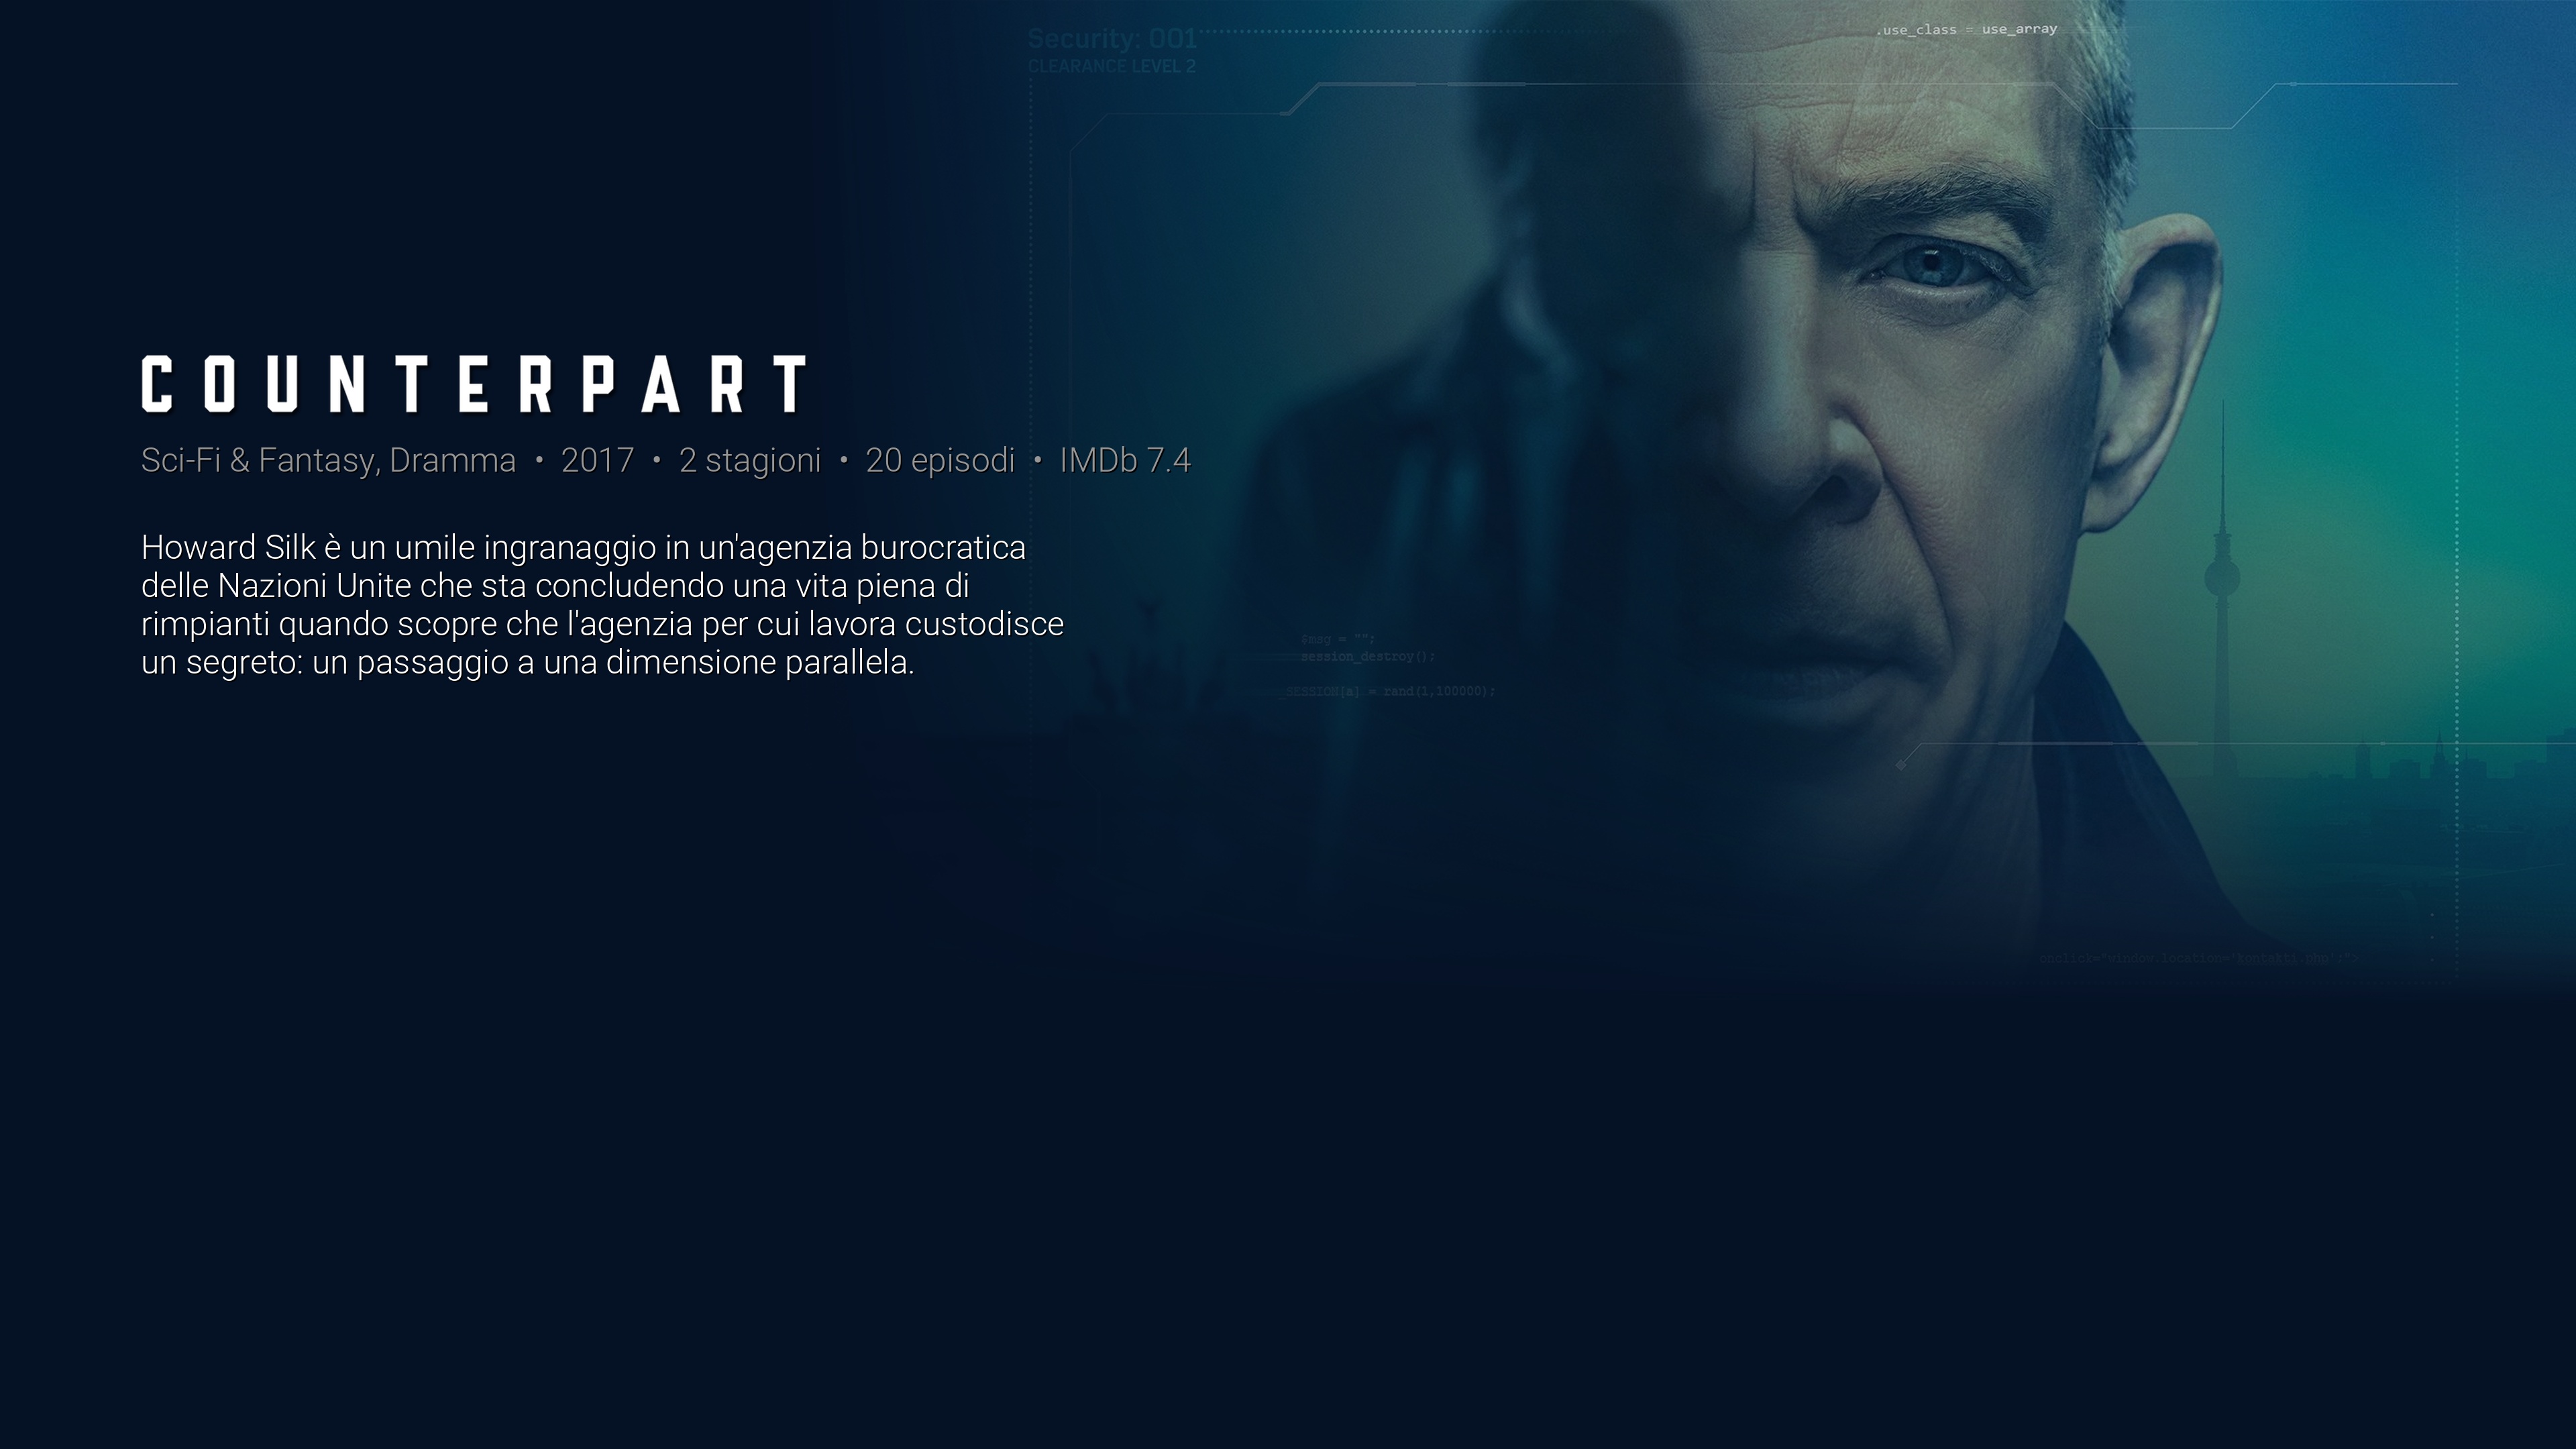 Security: 001
CLEARANCE LEVEL 2
.use_class = use_array
COUNTERPART
Sci-Fi & Fantasy, Dramma • 2017 • 2 stagioni • 20 episodi • IMDb 7.4
Howard Silk è un umile ingranaggio in un'agenzia burocratica
delle Nazioni Unite che sta concludendo una vita piena di
rimpianti quando scopre che l'agenzia per cui lavora custodisce
un segreto: un passaggio a una dimensione parallela.
$msg = "";
session_destroy();
_SESSION[a] = rand(1,100000);